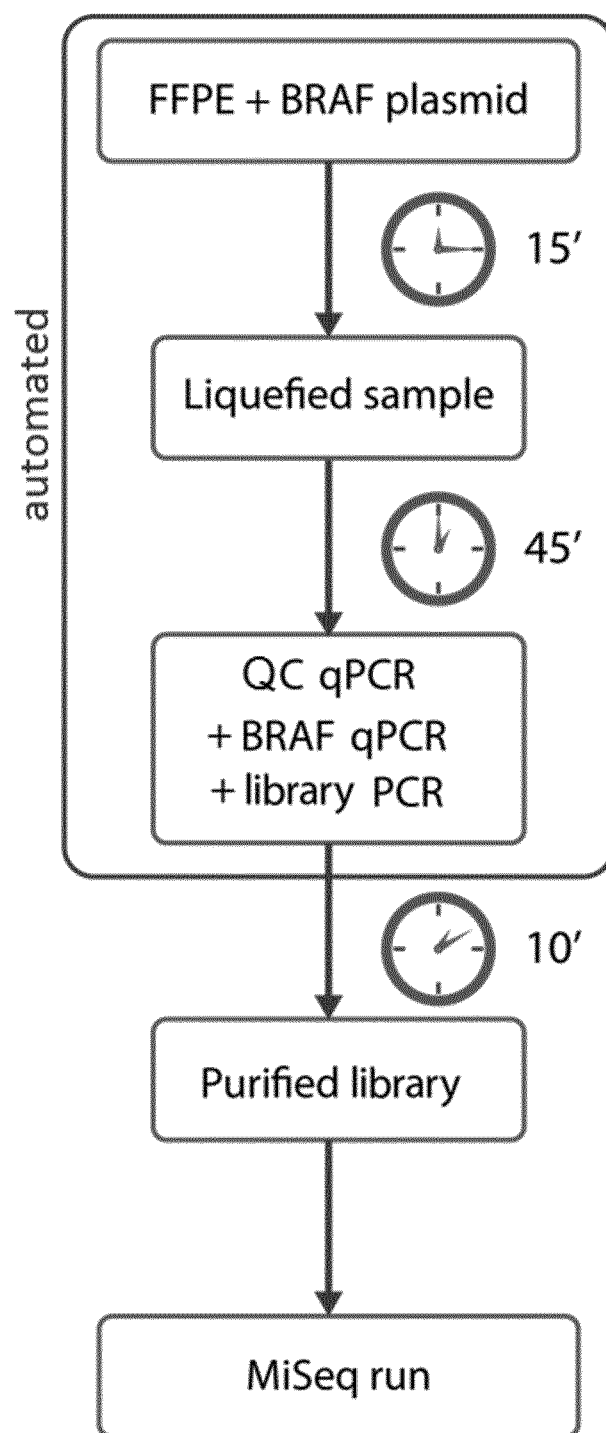 FFPE + BRAF plasmid
15′
automated
Liquefied sample
45′
QC qPCR
+ BRAF qPCR
+ library PCR
10′
Purified library
MiSeq run